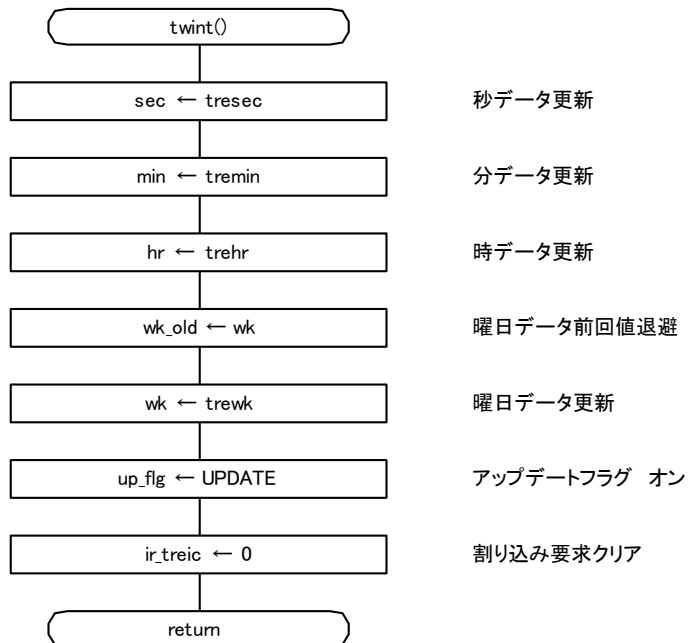 twint()
sec ← tresec 秒データ更新
min ← tremin 分データ更新
hr ← trehr 時データ更新
wk_old ← wk 曜日データ前回値退避
wk ← trewk 曜日データ更新
up_flg ← UPDATE アップデートフラグ オン
ir_treic ← 0 割り込み要求クリア
return